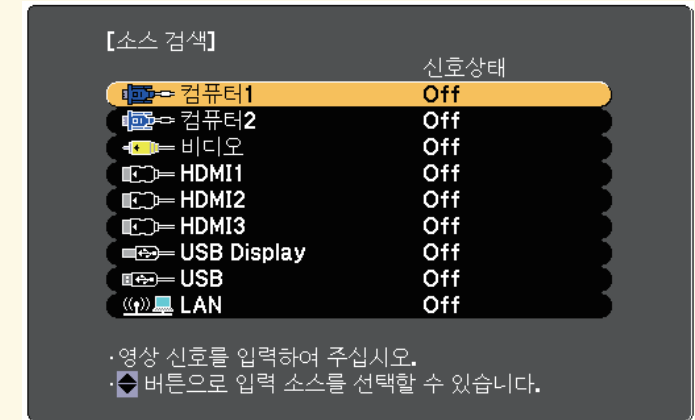 [소스 검색]
신호상태
컴퓨터1 Off
컴퓨터2 Off
비디오 Off
HDMI1 Off
HDMI2 Off
HDMI3 Off
USB Display Off
USB Off
LAN Off
·영상 신호를 입력하여 주십시오.
· 버튼으로 입력 소스를 선택할 수 있습니다.